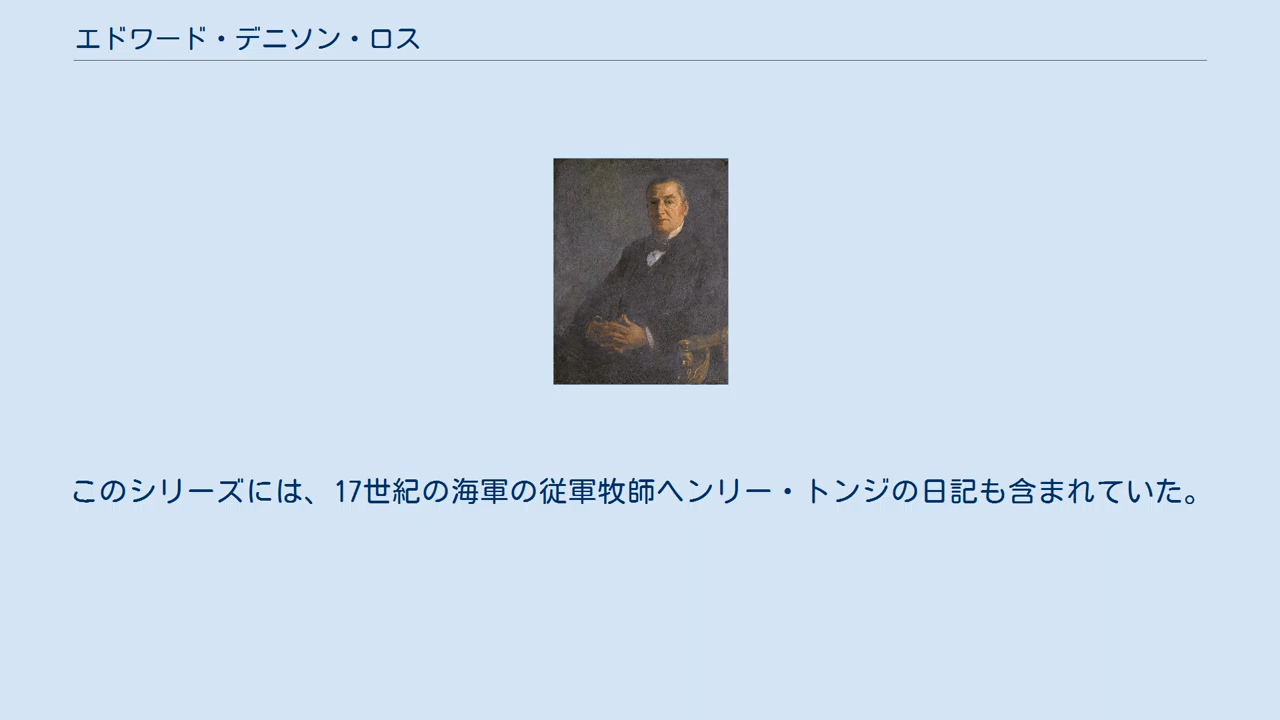 エドワード・デニソン・ロス
このシリーズには、17世紀の海軍の従軍牧師ヘンリー・トンジの日記も含まれていた。